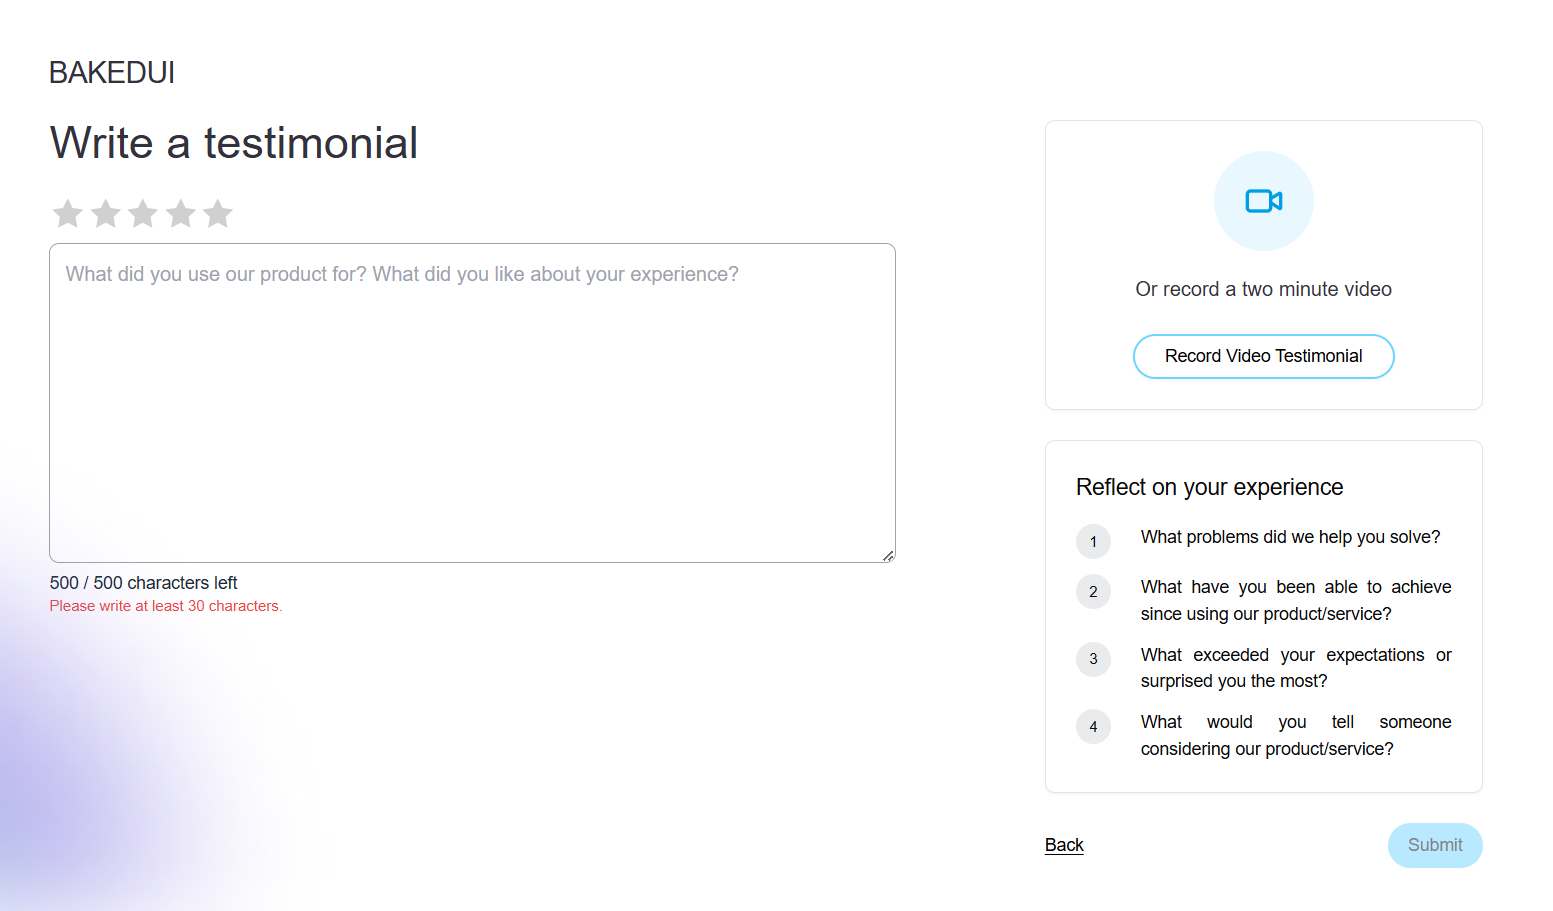 BAKEDUI
Write a testimonial
What did you use our product for? What did you like about your experience?
500 / 500 characters left
Please write at least 30 characters.
Or record a two minute video
Record Video Testimonial
Reflect on your experience
1 What problems did we help you solve?
2 What have you been able to achieve
since using our product/service?
3 What exceeded your expectations or
surprised you the most?
4 What would you tell someone
considering our product/service?
Back
Submit